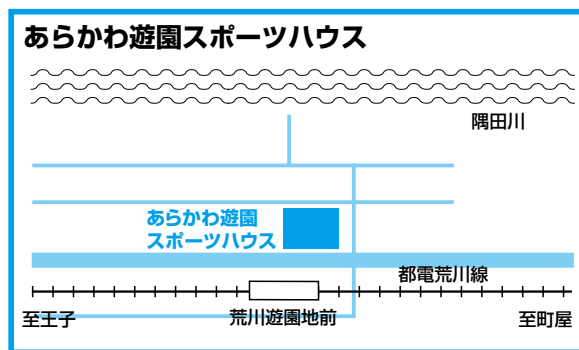 あらかわ遊園スポーツハウス
隅田川
あらかわ遊園
スポーツハウス
都電荒川線
至王子
荒川遊園地前
至町屋